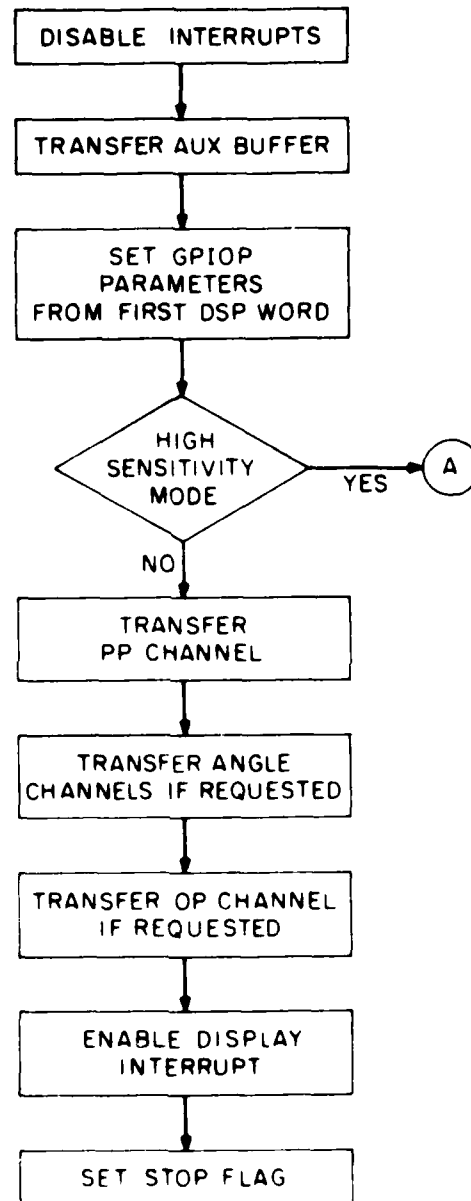 DISABLE INTERRUPTS
TRANSFER AUX BUFFER
SET GPIOP
PARAMETERS
FROM FIRST DSP WORD
HIGH
SENSITIVITY
MODE
YES
A
NO
TRANSFER
PP CHANNEL
TRANSFER ANGLE
CHANNELS IF REQUESTED
TRANSFER OP CHANNEL
IF REQUESTED
ENABLE DISPLAY
INTERRUPT
SET STOP FLAG